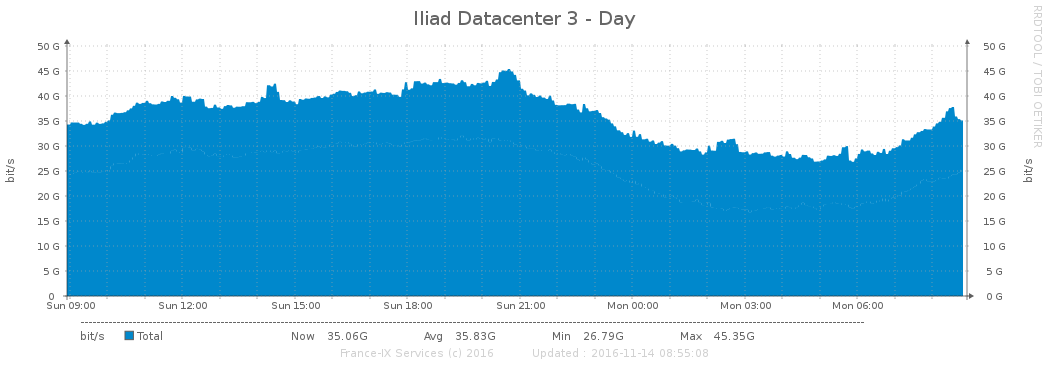 Iliad Datacenter 3 - Day
RRDTOOL / TOBI OETIKER
50 G 50 G
45 G 45 G
40 G 40 G
35 G 35 G
30 G 30 G
25 G 25 G
20 G 20 G
15 G 15 G
10 G 10 G
5 G 5 G
0 0 G
bit/s bit/s
Sun 09:00 Sun 12:00 Sun 15:00 Sun 18:00 Sun 21:00 Mon 00:00 Mon 03:00 Mon 06:00
bit/s Total Now 35.06G Avg 35.83G Min 26.79G Max 45.35G
France-IX Services (c) 2016 Updated : 2016-11-14 08:55:08